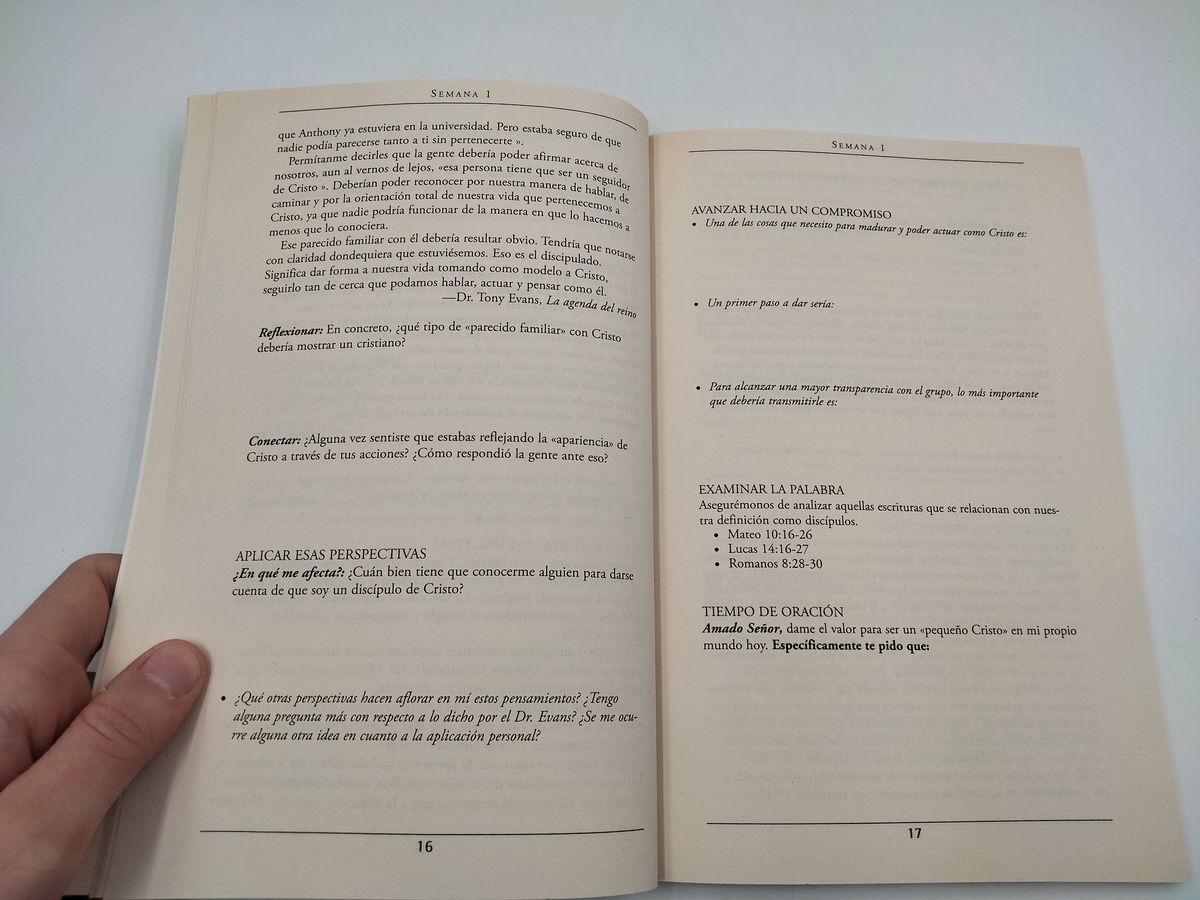 SEMANA 1
que Anthony ya estuviera en la universidad. Pero estaba seguro de que
nadie podía parecerse tanto a ti sin pertenecerte ».
Permítanme decirles que la gente debería poder afirmar acerca de
nosotros, aun al vernos de lejos, «esa persona tiene que ser un seguidor
de Cristo ». Deberían poder reconocer por nuestra manera de hablar, de
caminar y por la orientación total de nuestra vida que pertenecemos a
Cristo, ya que nadie podría funcionar de la manera en que lo hacemos a
menos que lo conociera.
Ese parecido familiar con él debería resultar obvio. Tendría que notarse
con claridad dondequiera que estuviésemos. Eso es el discipulado.
Significa dar forma a nuestra vida tomando como modelo a Cristo,
seguirlo tan de cerca que podamos hablar, actuar y pensar como él.
—Dr. Tony Evans, La agenda del reino
Reflexionar: En concreto, ¿qué tipo de «parecido familiar» con Cristo
debería mostrar un cristiano?
Conectar: ¿Alguna vez sentiste que estabas reflejando la «apariencia» de
Cristo a través de tus acciones? ¿Cómo respondió la gente ante eso?
APLICAR ESAS PERSPECTIVAS
¿En qué me afecta?: ¿Cuán bien tiene que conocerme alguien para darse
cuenta de que soy un discípulo de Cristo?
• ¿Qué otras perspectivas hacen aflorar en mí estos pensamientos? ¿Tengo
alguna pregunta más con respecto a lo dicho por el Dr. Evans? ¿Se me ocu-
rre alguna otra idea en cuanto a la aplicación personal?
16
SEMANA 1
AVANZAR HACIA UN COMPROMISO
• Una de las cosas que necesito para madurar y poder actuar como Cristo es:
• Un primer paso a dar sería:
• Para alcanzar una mayor transparencia con el grupo, lo más importante
que debería transmitirle es:
EXAMINAR LA PALABRA
Asegurémonos de analizar aquellas escrituras que se relacionan con nues-
tra definición como discípulos.
• Mateo 10:16-26
• Lucas 14:16-27
• Romanos 8:28-30
TIEMPO DE ORACIÓN
Amado Señor, dame el valor para ser un «pequeño Cristo» en mi propio
mundo hoy. Específicamente te pido que:
17